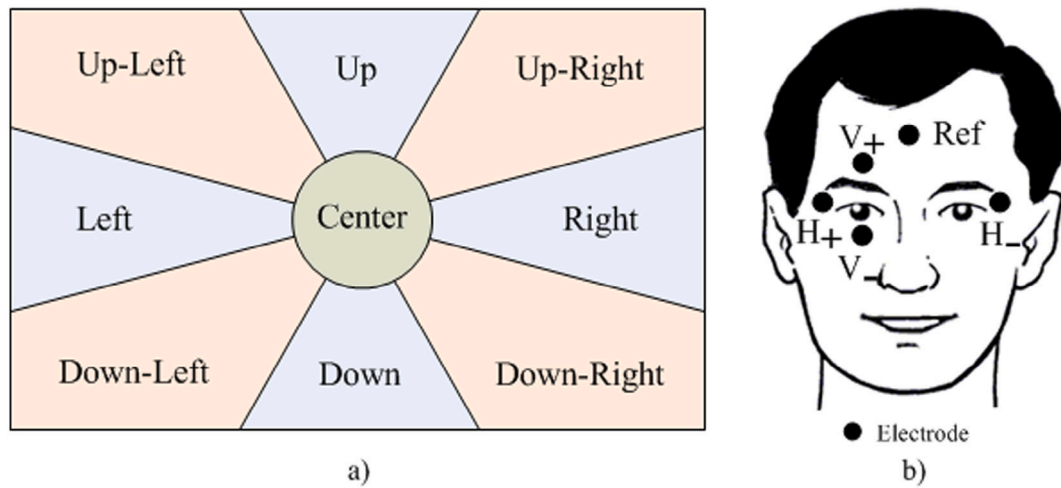 Up-Left
Up
Up-Right
Left
Center
Right
Down-Left
Down
Down-Right
a)
V+
Ref
H+
H-
V-
Electrode
b)